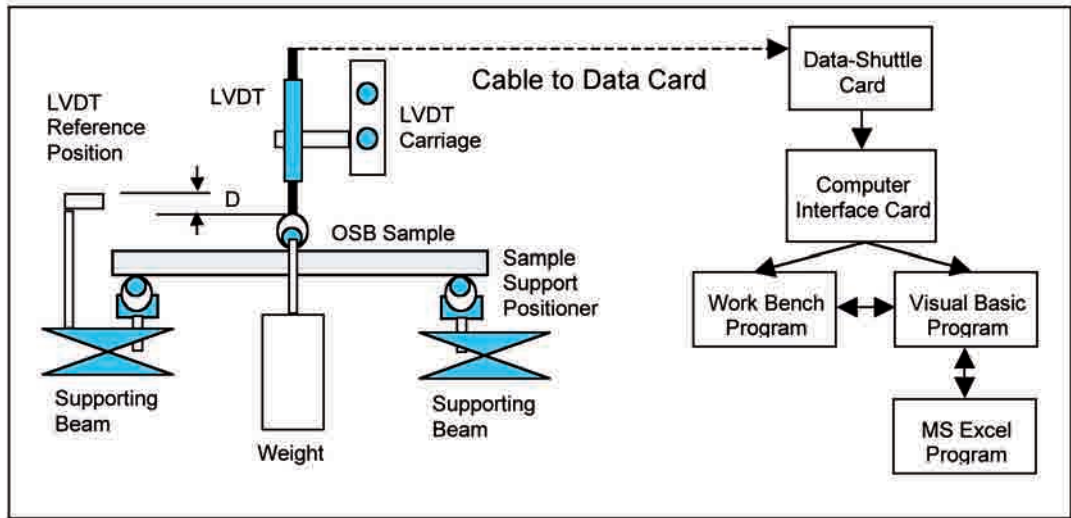 LVDT
Reference
Position
D
LVDT
LVDT
Carriage
Cable to Data Card
OSB Sample
Sample
Support
Positioner
Supporting
Beam
Weight
Supporting
Beam
Data-Shuttle
Card
Computer
Interface Card
Work Bench
Program
Visual Basic
Program
MS Excel
Program